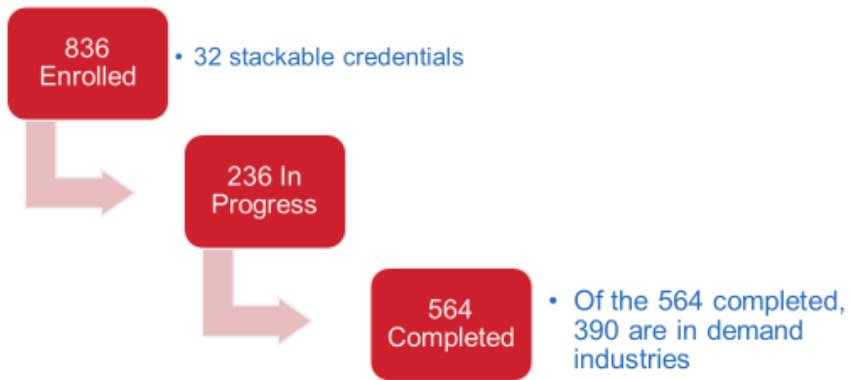 836
Enrolled
• 32 stackable credentials
236 In
Progress
564
Completed
• Of the 564 completed,
390 are in demand
industries